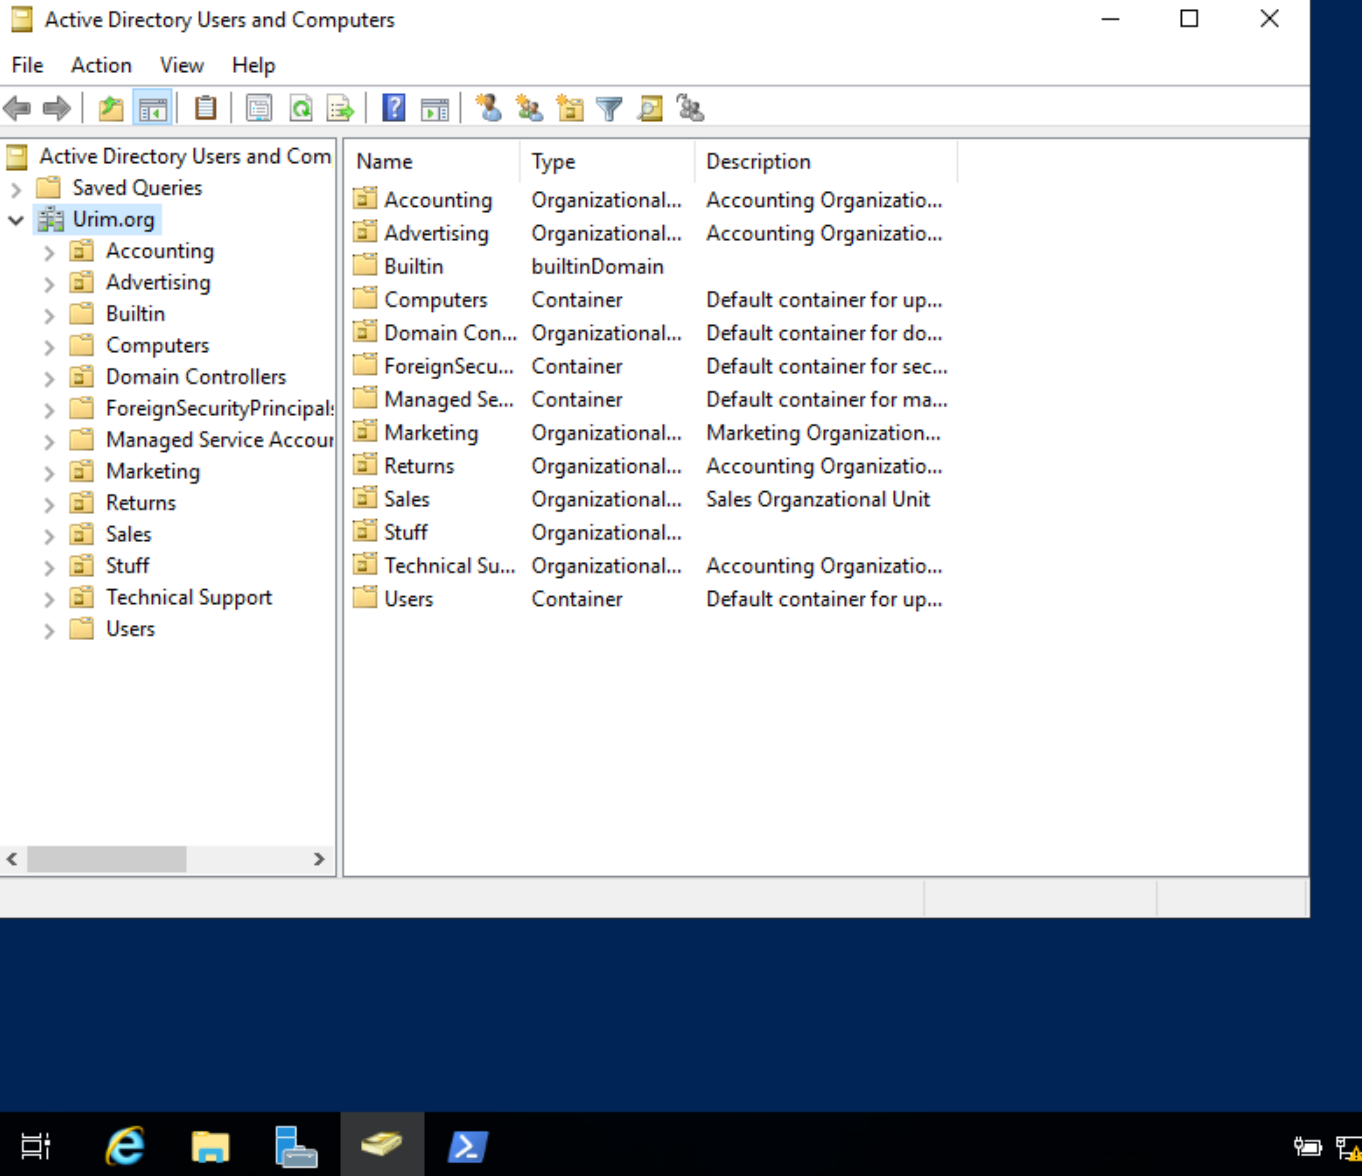 Active Directory Users and Computers
File Action View Help
Active Directory Users and Com
Saved Queries
Urim.org
Accounting
Advertising
Builtin
Computers
Domain Controllers
ForeignSecurityPrincipals
Managed Service Accour
Marketing
Returns
Sales
Stuff
Technical Support
Users
Name Type Description
Accounting Organizational... Accounting Organizatio...
Advertising Organizational... Accounting Organizatio...
Builtin builtinDomain
Computers Container Default container for up...
Domain Con... Organizational... Default container for do...
ForeignSecu... Container Default container for sec...
Managed Se... Container Default container for ma...
Marketing Organizational... Marketing Organization...
Returns Organizational... Accounting Organizatio...
Sales Organizational... Sales Organzational Unit
Stuff Organizational...
Technical Su... Organizational... Accounting Organizatio...
Users Container Default container for up...